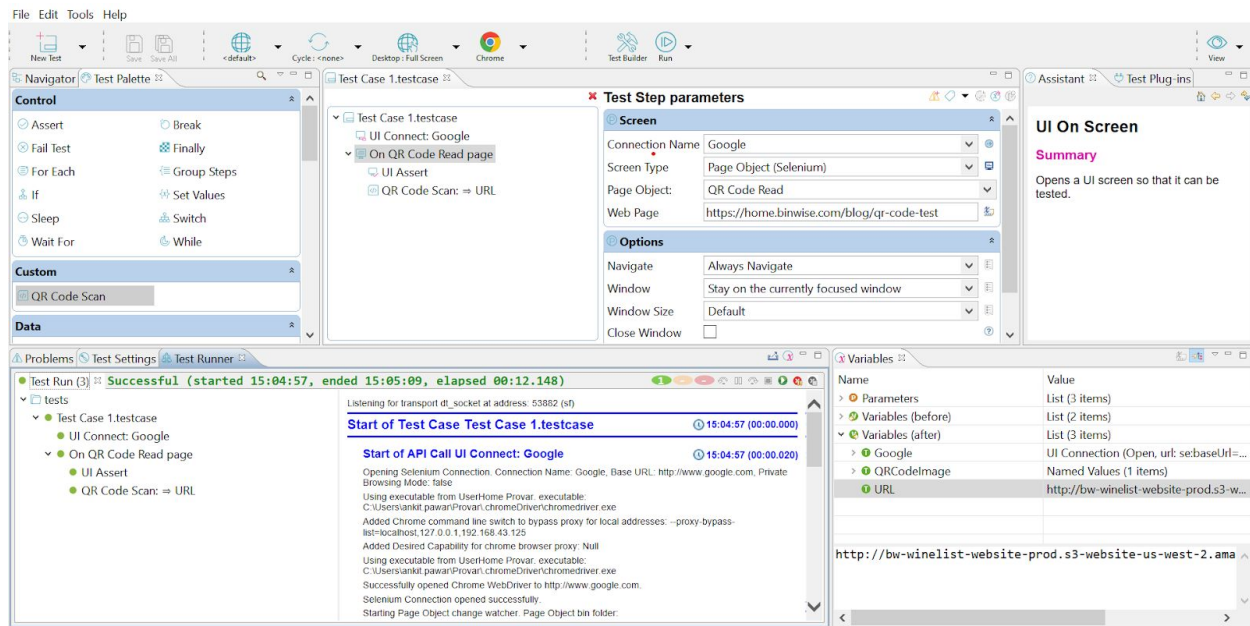 File Edit Tools Help
New Test Save Save All <default> Cycle : <none> Desktop : Full Screen Chrome Test Builder Run View
Navigator Test Palette
Control
Assert Break
Fail Test Finally
For Each Group Steps
If Set Values
Sleep Switch
Wait For While
Custom
QR Code Scan
Data
Test Case 1.testcase
Test Case 1.testcase
UI Connect: Google
On QR Code Read page
UI Assert
QR Code Scan: ⇒ URL
Test Step parameters
Screen
Connection Name Google
Screen Type Page Object (Selenium)
Page Object: QR Code Read
Web Page https://home.binwise.com/blog/qr-code-test
Options
Navigate Always Navigate
Window Stay on the currently focused window
Window Size Default
Close Window
Assistant Test Plug-ins
UI On Screen
Summary
Opens a UI screen so that it can be
tested.
Problems Test Settings Test Runner
Test Run (3) Successful (started 15:04:57, ended 15:05:09, elapsed 00:12.148) 1
tests
Test Case 1.testcase
UI Connect: Google
On QR Code Read page
UI Assert
QR Code Scan: ⇒ URL
Listening for transport dt_socket at address: 53882 (sf)
Start of Test Case Test Case 1.testcase 15:04:57 (00:00.000)
Start of API Call UI Connect: Google 15:04:57 (00:00.020)
Opening Selenium Connection. Connection Name: Google, Base URL: http://www.google.com, Private
Browsing Mode: false
Using executable from UserHome Provar. executable:
C:\Users\ankit.pawar\Provar\.chromeDriver\chromedriver.exe
Added Chrome command line switch to bypass proxy for local addresses: --proxy-bypass-
list=localhost,127.0.0.1,192.168.43.125
Added Desired Capability for chrome browser proxy: Null
Using executable from UserHome Provar. executable:
C:\Users\ankit.pawar\Provar\.chromeDriver\chromedriver.exe
Successfully opened Chrome WebDriver to http://www.google.com.
Selenium Connection opened successfully.
Starting Page Object change watcher. Page Object bin folder:
Variables
Name Value
Parameters List (3 items)
Variables (before) List (2 items)
Variables (after) List (3 items)
Google UI Connection (Open, url: se:baseUrl=...
QRCodeImage Named Values (1 items)
URL http://bw-winelist-website-prod.s3-w...
http://bw-winelist-website-prod.s3-website-us-west-2.ama